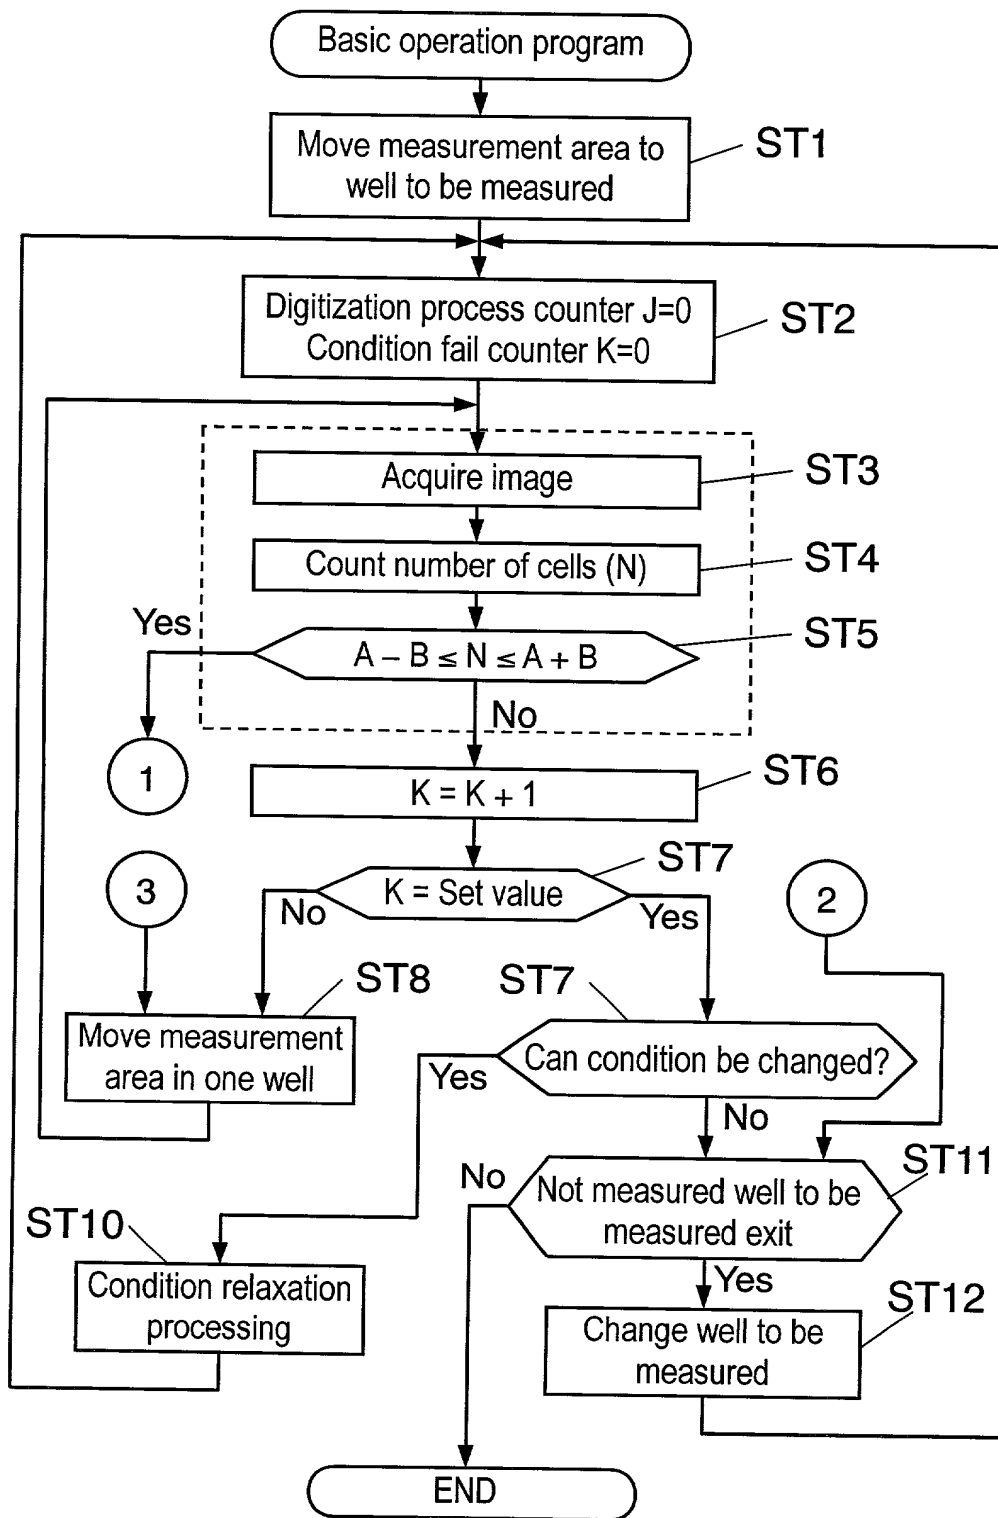 Basic operation program
Move measurement area to
well to be measured
ST1
Digitization process counter J=0
Condition fail counter K=0
ST2
Acquire image
ST3
Count number of cells (N)
ST4
Yes
A – B ≤ N ≤ A + B
ST5
No
1
K = K + 1
ST6
3
K = Set value
ST7
No
Yes
2
ST8
ST7
Move measurement
area in one well
Can condition be changed?
Yes
No
No
Not measured well to be
measured exit
ST11
ST10
Condition relaxation
processing
Yes
ST12
Change well to be
measured
END